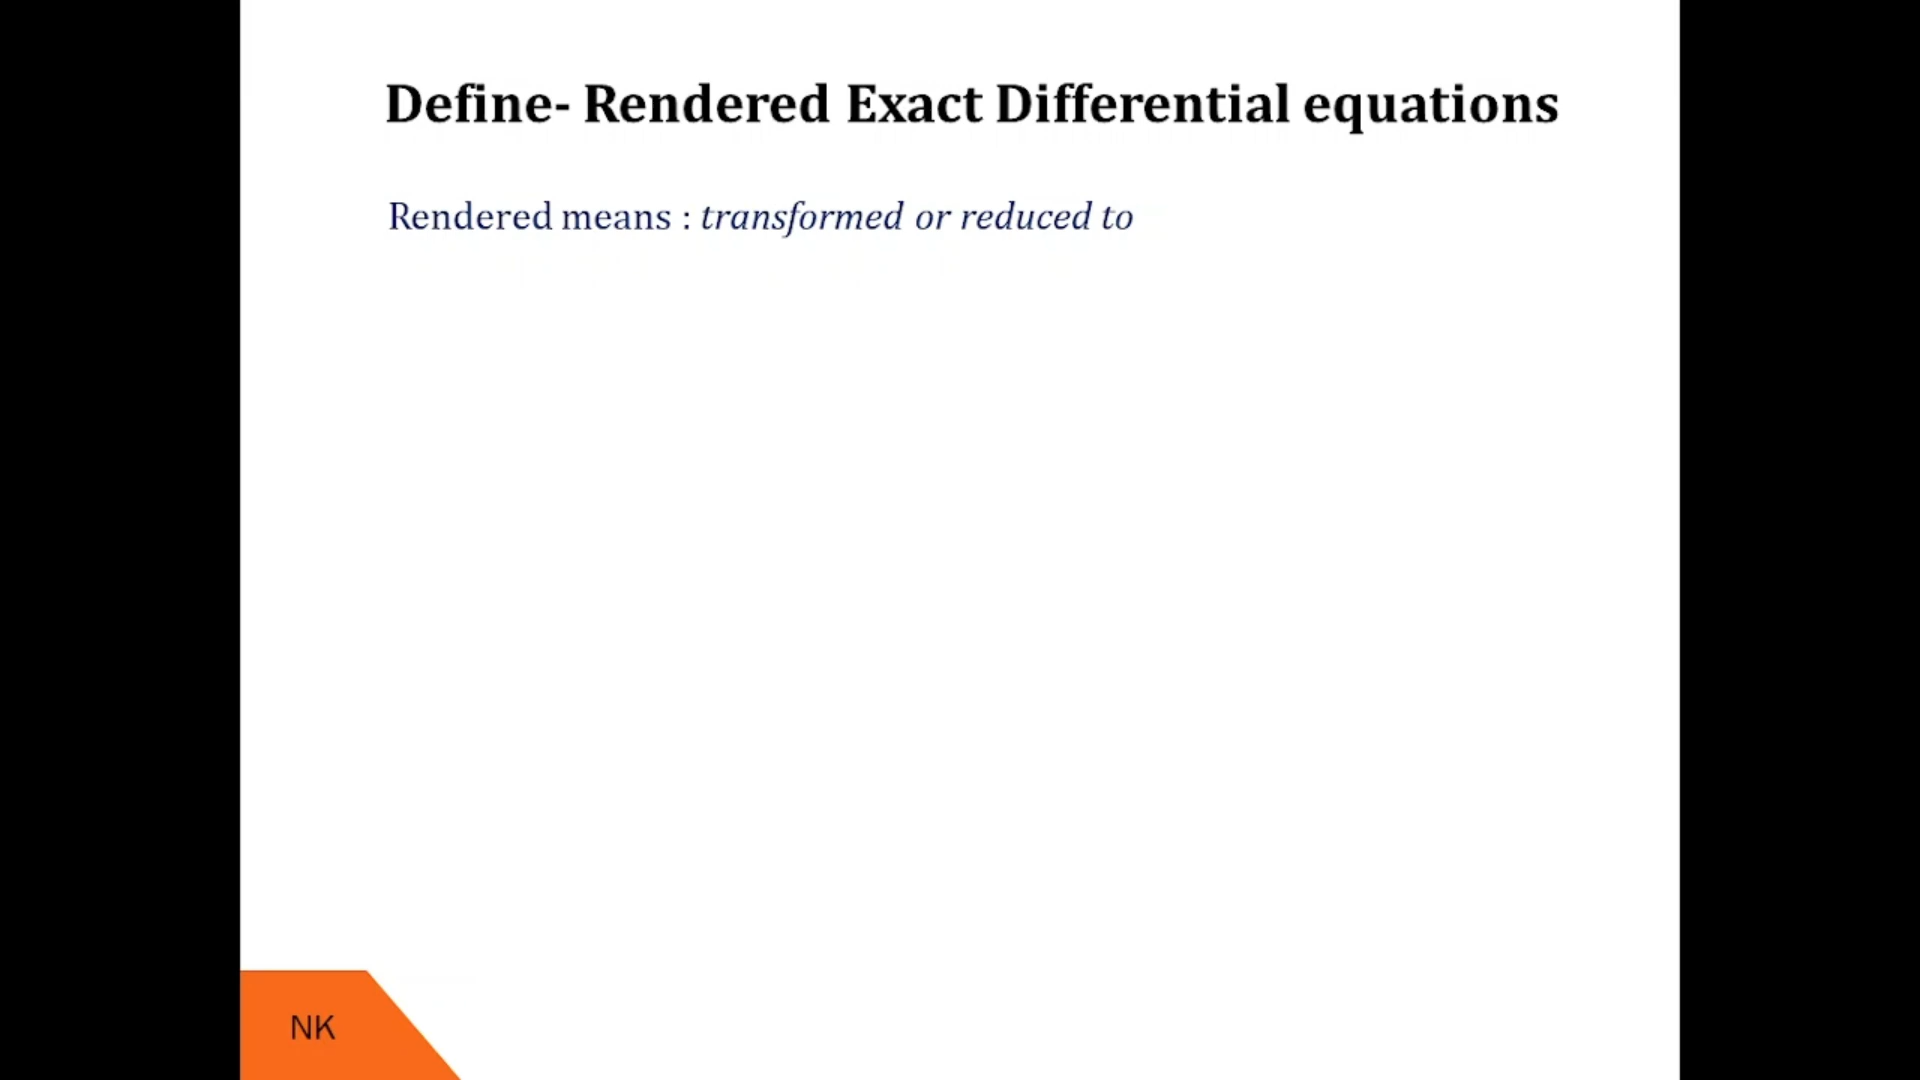 Define- Rendered Exact Differential equations
Rendered means : transformed or reduced to
NK